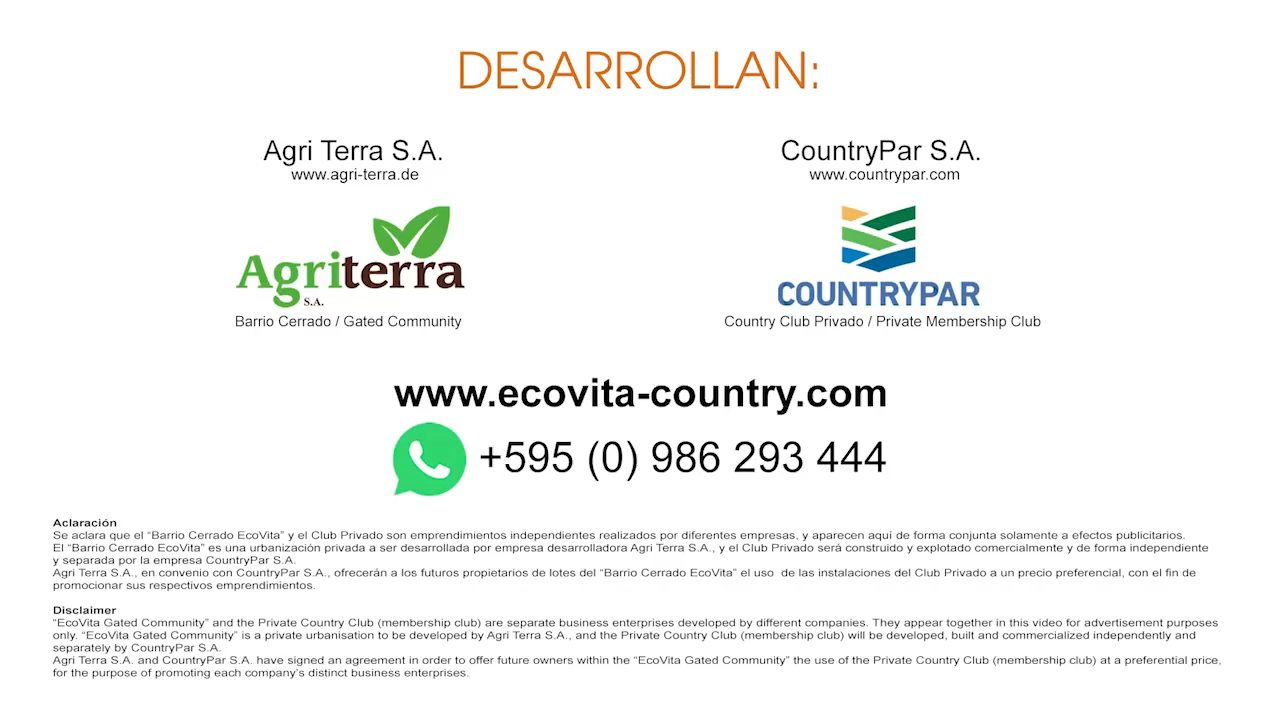 DESARROLLAN:
Agri Terra S.A.
www.agri-terra.de
Agriterra
S.A.
Barrio Cerrado / Gated Community
CountryPar S.A.
www.countrypar.com
COUNTRYPAR
Country Club Privado / Private Membership Club
www.ecovita-country.com
+595 (0) 986 293 444
Aclaración
Se aclara que el “Barrio Cerrado EcoVita” y el Club Privado son emprendimientos independientes realizados por diferentes empresas, y aparecen aquí de forma conjunta solamente a efectos publicitarios.
El “Barrio Cerrado EcoVita” es una urbanización privada a ser desarrollada por empresa desarrolladora Agri Terra S.A., y el Club Privado será construido y explotado comercialmente y de forma independiente
y separada por la empresa CountryPar S.A.
Agri Terra S.A., en convenio con CountryPar S.A., ofrecerán a los futuros propietarios de lotes del “Barrio Cerrado EcoVita” el uso de las instalaciones del Club Privado a un precio preferencial, con el fin de
promocionar sus respectivos emprendimientos.
Disclaimer
“EcoVita Gated Community” and the Private Country Club (membership club) are separate business enterprises developed by different companies. They appear together in this video for advertisement purposes
only. “EcoVita Gated Community” is a private urbanisation to be developed by Agri Terra S.A., and the Private Country Club (membership club) will be developed, built and commercialized independently and
separately by CountryPar S.A.
Agri Terra S.A. and CountryPar S.A. have signed an agreement in order to offer future owners within the “EcoVita Gated Community” the use of the Private Country Club (membership club) at a preferential price,
for the purpose of promoting each company’s distinct business enterprises.